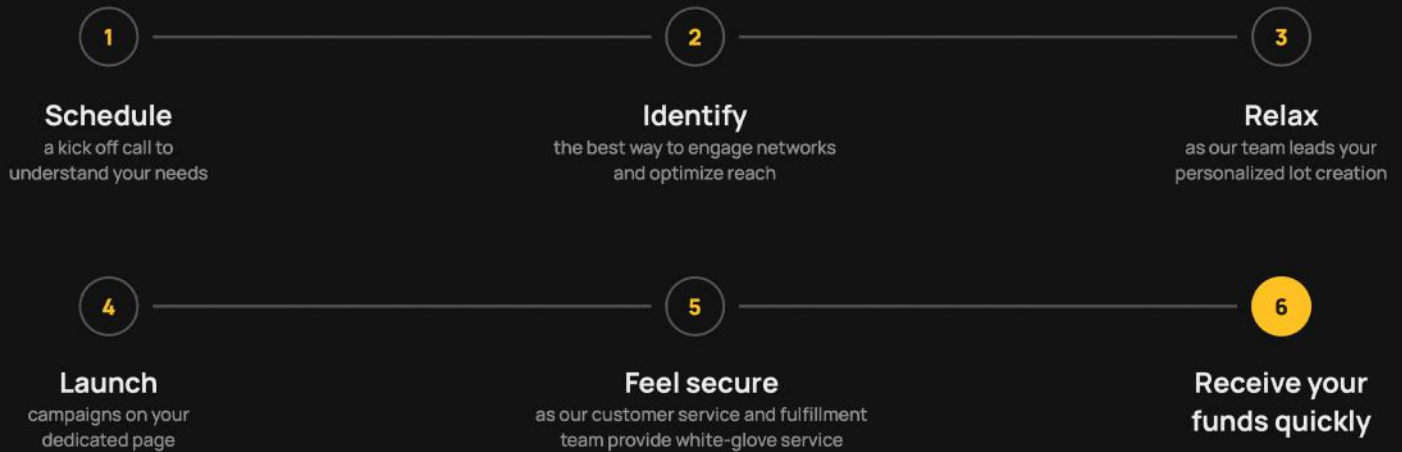 1
Schedule
a kick off call to
understand your needs
2
Identify
the best way to engage networks
and optimize reach
3
Relax
as our team leads your
personalized lot creation
4
Launch
campaigns on your
dedicated page
5
Feel secure
as our customer service and fulfillment
team provide white-glove service
6
Receive your
funds quickly